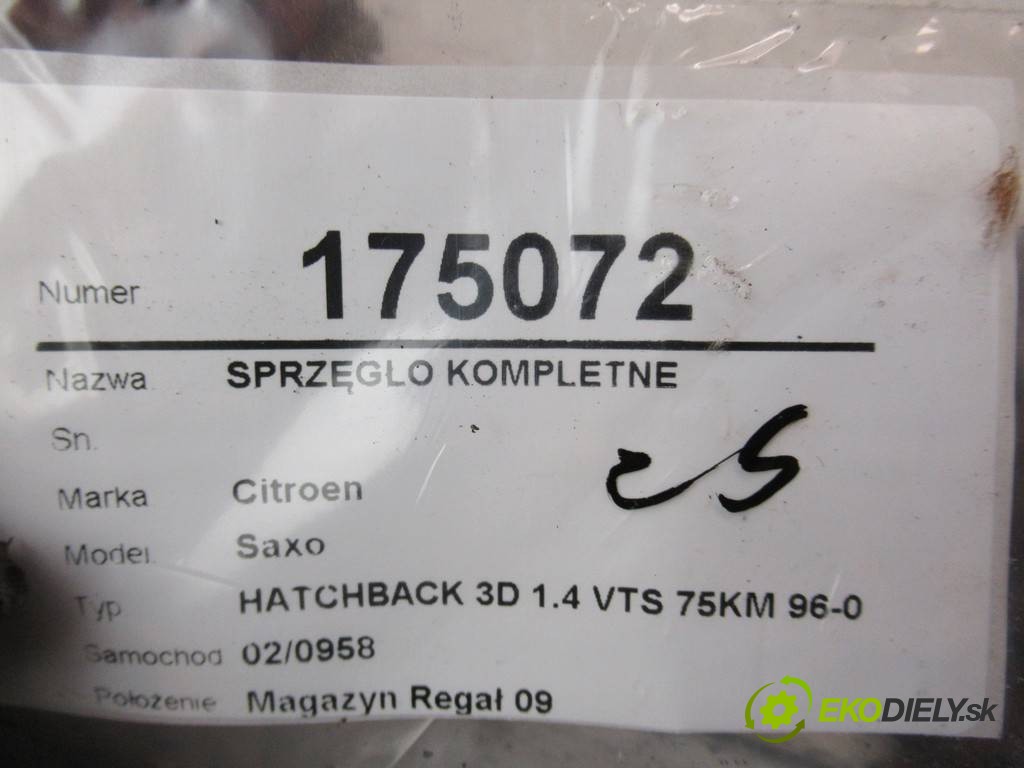 Numer 175072
Nazwa SPRZĘGŁO KOMPLETNE
Sn.
Marka Citroen
Model. Saxo
Typ HATCHBACK 3D 1.4 VTS 75KM 96-0
Samochod 02/0958
Położenie Magazyn Regał 09
EKODIELY.sk